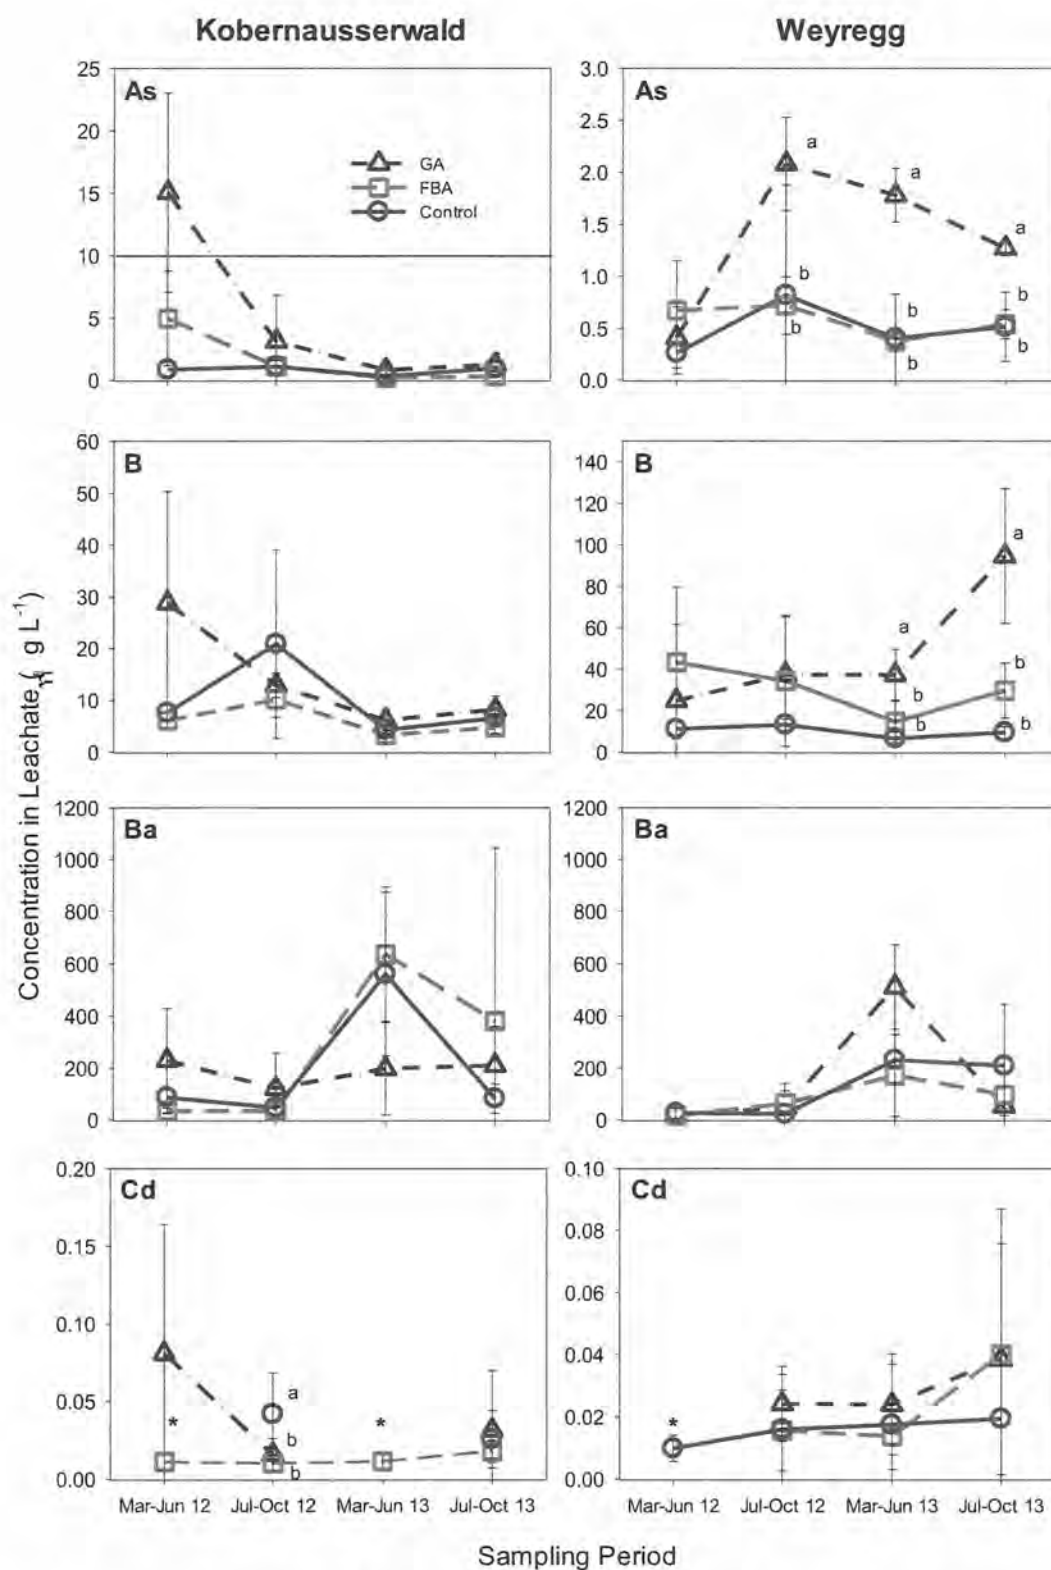 Kobernausserwald
Weyregg
As
25
20
15
10
5
0
GA
FBA
Control
As
3.0
2.5
2.0
1.5
1.0
0.5
0.0
a
a
a
b
b
b
b
b
b
B
60
50
40
30
20
10
0
B
140
120
100
80
60
40
20
0
a
a
b
b
b
b
Ba
1200
1000
800
600
400
200
0
Ba
1200
1000
800
600
400
200
0
Cd
0.20
0.15
0.10
0.05
0.00
*
a
b
b
*
Cd
0.10
0.08
0.06
0.04
0.02
0.00
*
Mar-Jun 12 Jul-Oct 12 Mar-Jun 13 Jul-Oct 13
Mar-Jun 12 Jul-Oct 12 Mar-Jun 13 Jul-Oct 13
Concentration in Leachate ( g L⁻¹)
Sampling Period